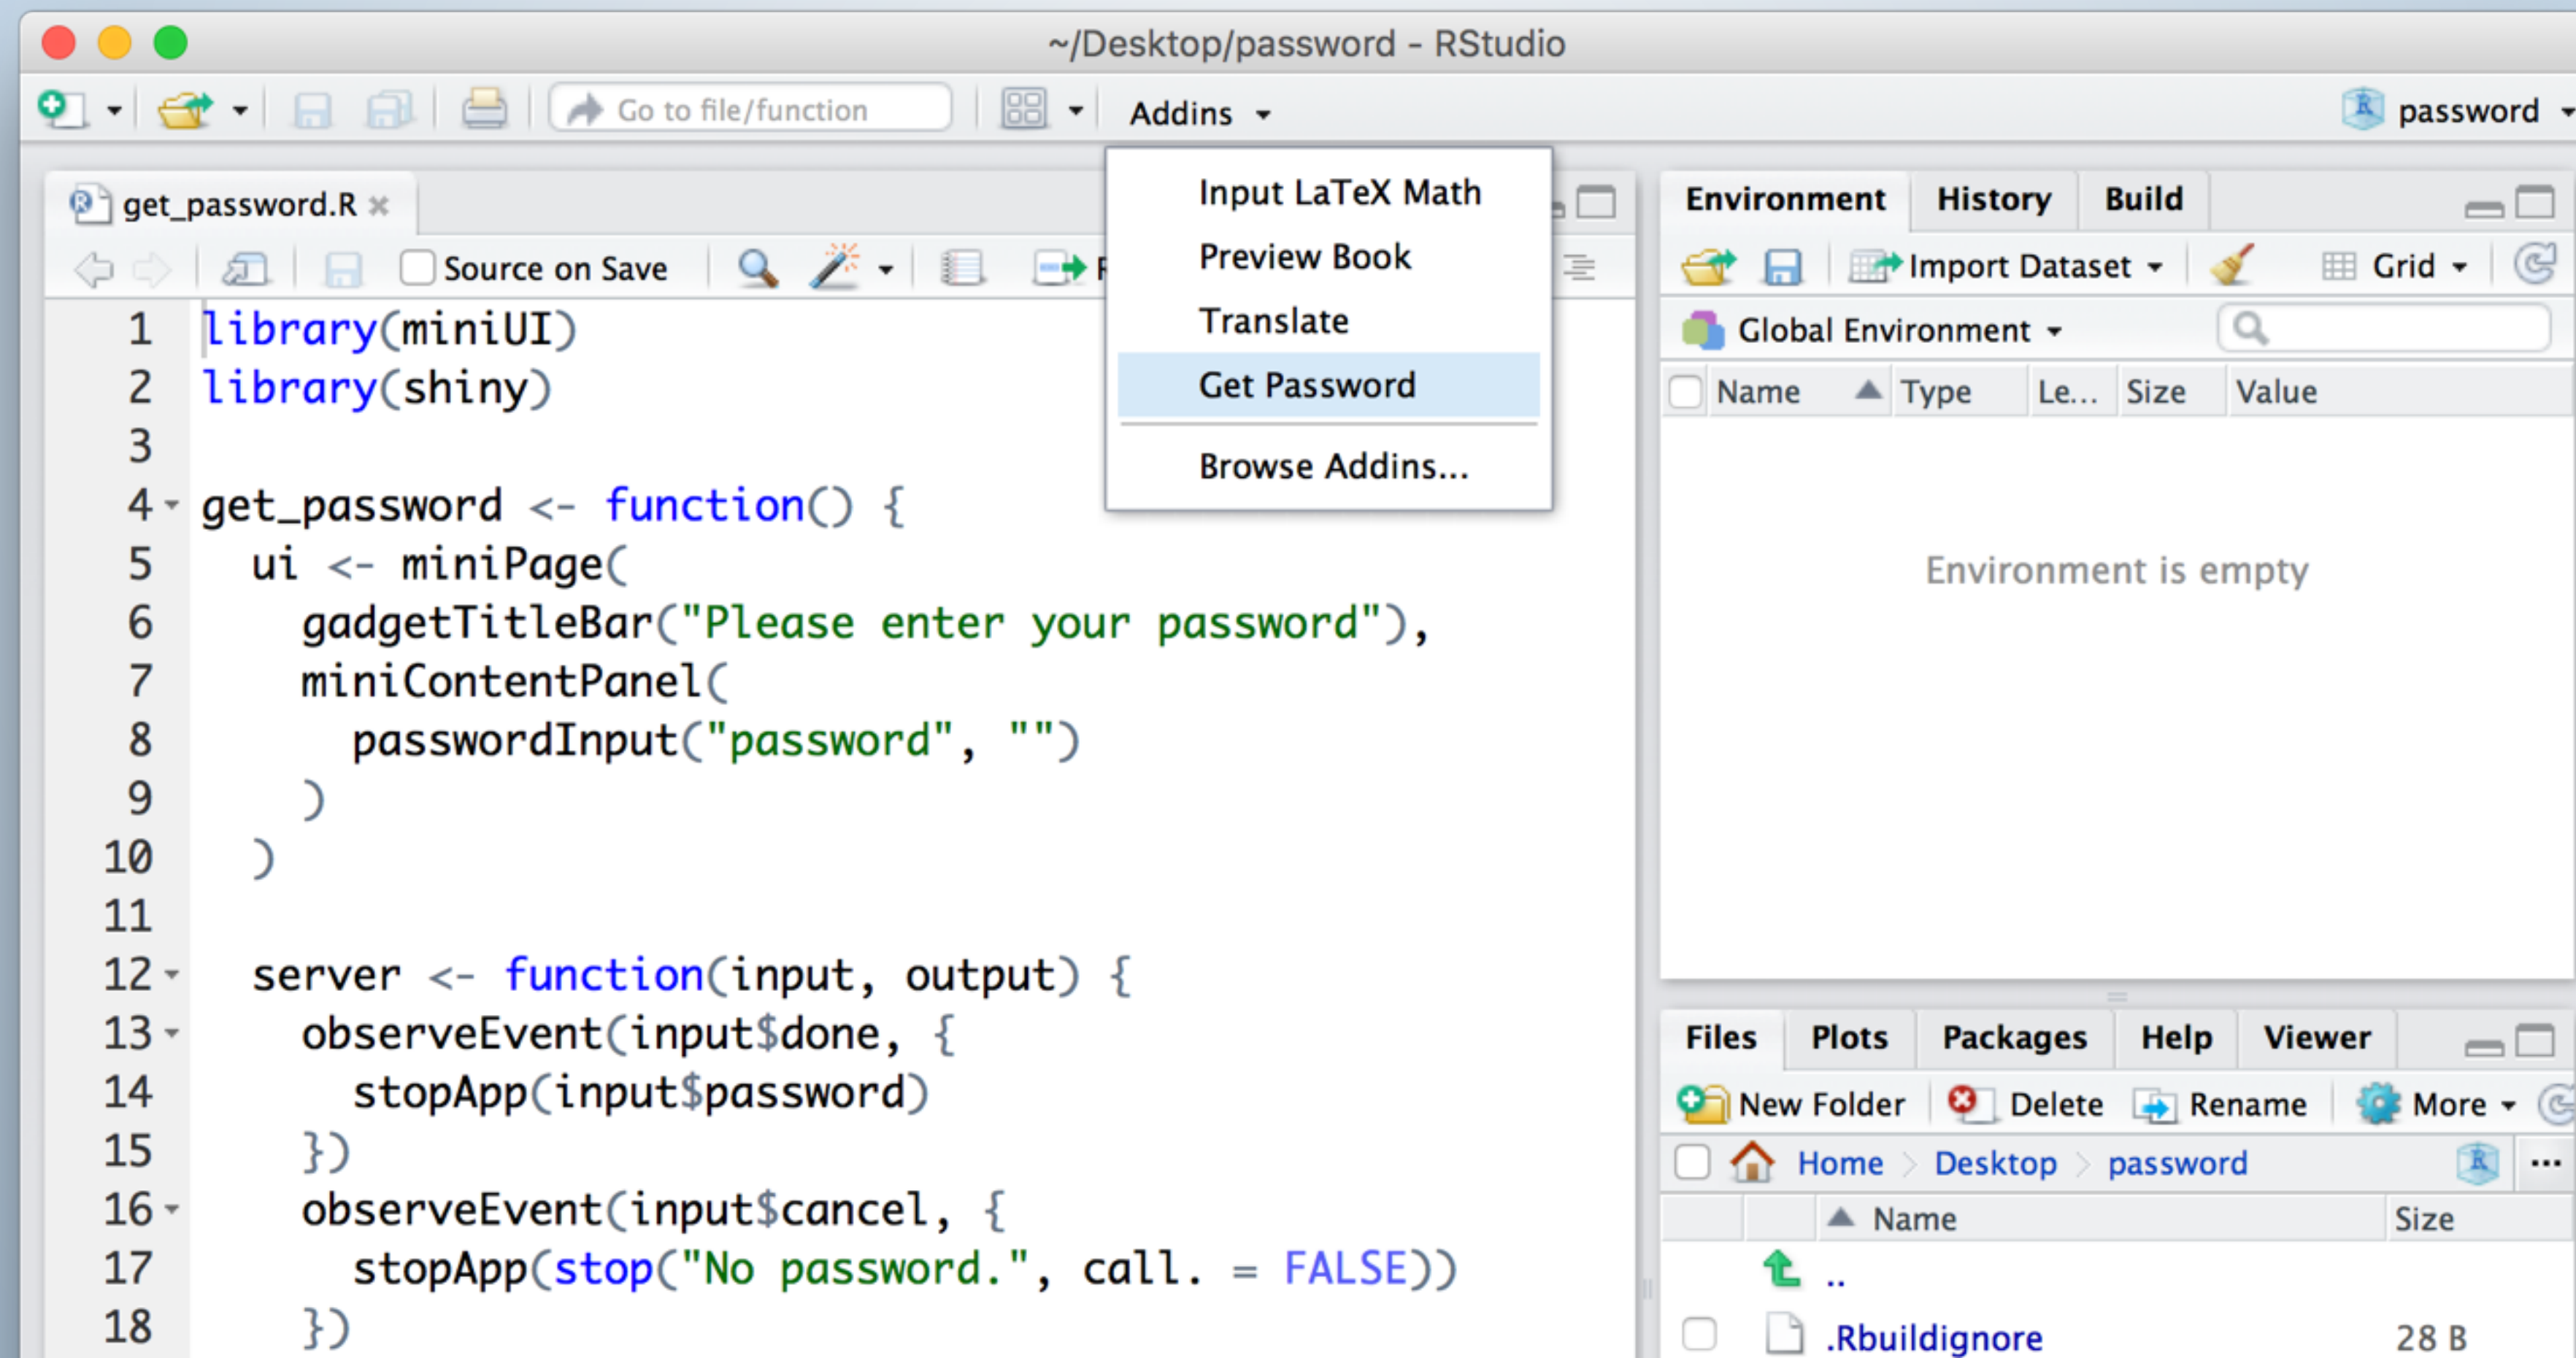 ~/Desktop/password - RStudio
Go to file/function
Addins
password
Input LaTeX Math
Preview Book
Translate
Get Password
Browse Addins...
get_password.R
Source on Save
1 library(miniUI)
2 library(shiny)
3
4 get_password <- function() {
5 ui <- miniPage(
6 gadgetTitleBar("Please enter your password"),
7 miniContentPanel(
8 passwordInput("password", "")
9 )
10 )
11
12 server <- function(input, output) {
13 observeEvent(input$done, {
14 stopApp(input$password)
15 })
16 observeEvent(input$cancel, {
17 stopApp(stop("No password.", call. = FALSE))
18 })
Environment History Build
Import Dataset Grid
Global Environment
Name Type Le... Size Value
Environment is empty
Files Plots Packages Help Viewer
New Folder Delete Rename More
Home Desktop password ...
Name Size
..
.Rbuildignore 28 B